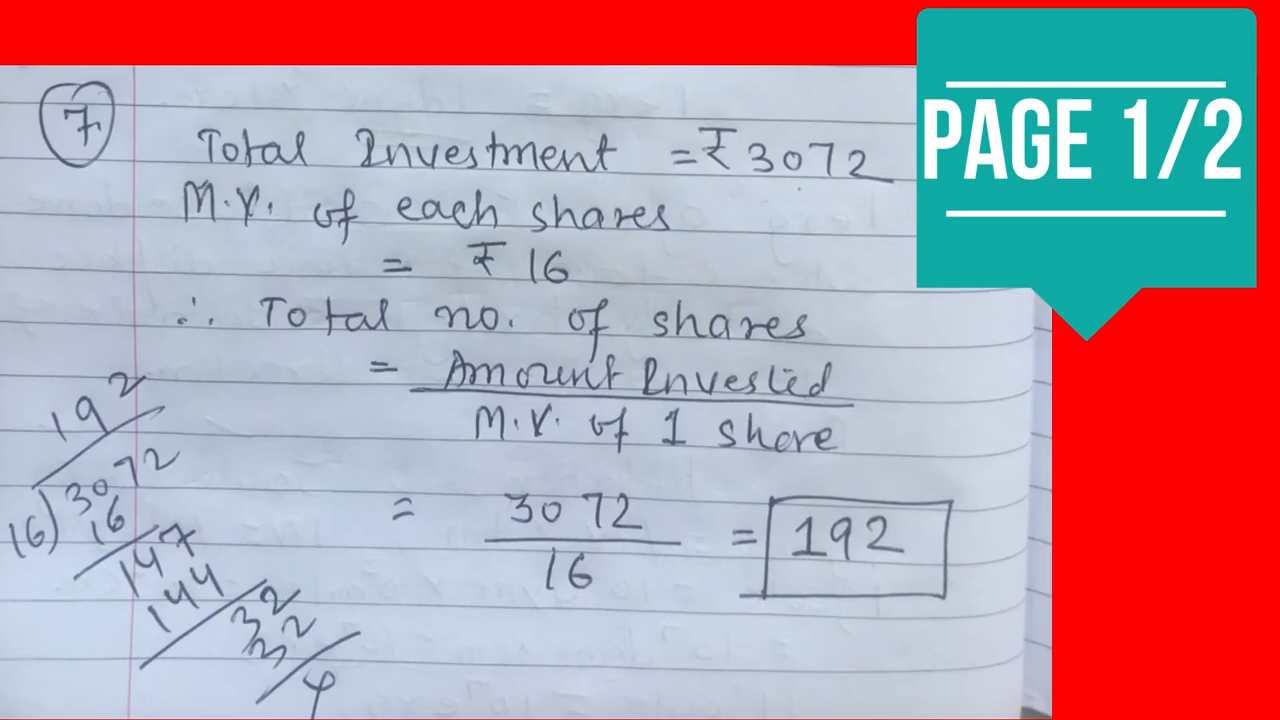 7.
Total Investment = ₹ 3072
M.V. of each shares
= ₹ 16
∴ Total no. of shares
= Amount Invested
M.V. of 1 share
= 3072
16
= 192
192
16) 3072
16
147
144
32
32
PAGE 1/2